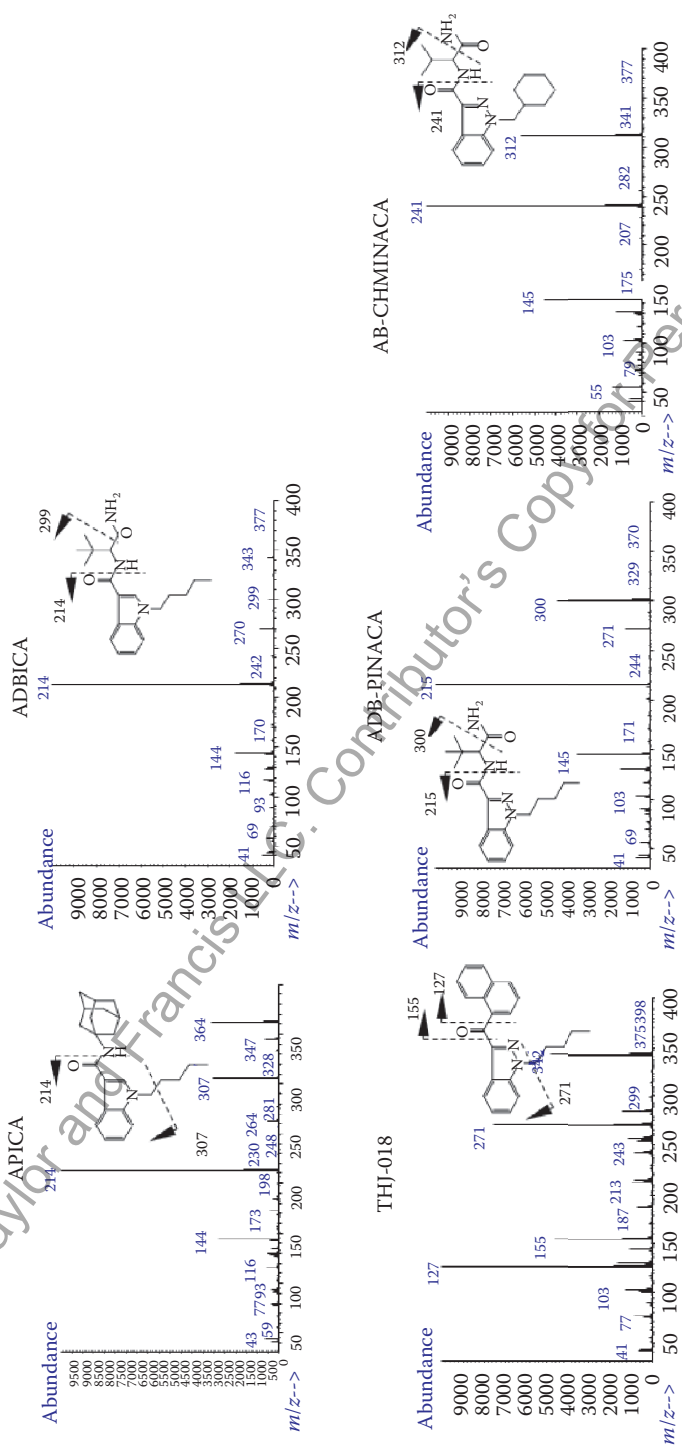 APICA
Abundance
9500
9000
8500
8000
7500
7000
6500
6000
5500
5000
4500
4000
3500
3000
2500
2000
1500
1000
500
0
m/z-->
50 100 150 200 250 300 350
43 59 77 93 116 144 173 198 214 230 248 264 281 307 328 347 364
214
307
O
N
H
N
ADBICA
Abundance
9000
8000
7000
6000
5000
4000
3000
2000
1000
0
m/z-->
50 100 150 200 250 300 350 400
41 69 93 116 144 170 214 242 270 299 343 377
214
299
O
N
H
NH2
O
N
THJ-018
Abundance
9000
8000
7000
6000
5000
4000
3000
2000
1000
0
m/z-->
50 100 150 200 250 300 350 400
41 77 103 127 155 187 213 243 271 299 342 375 398
155
127
271
O
N
N
ADB-PINACA
Abundance
9000
8000
7000
6000
5000
4000
3000
2000
1000
0
m/z-->
50 100 150 200 250 300 350 400
41 69 103 145 171 215 244 271 300 329 370
215
300
O
N
H
NH2
O
N
N
AB-CHMINACA
Abundance
9000
8000
7000
6000
5000
4000
3000
2000
1000
0
m/z-->
50 100 150 200 250 300 350 400
55 79 103 145 175 207 241 282 312 341 377
241
312
O
N
H
NH2
O
N
N
Taylor and Francis LLC. Contributor's Copy for